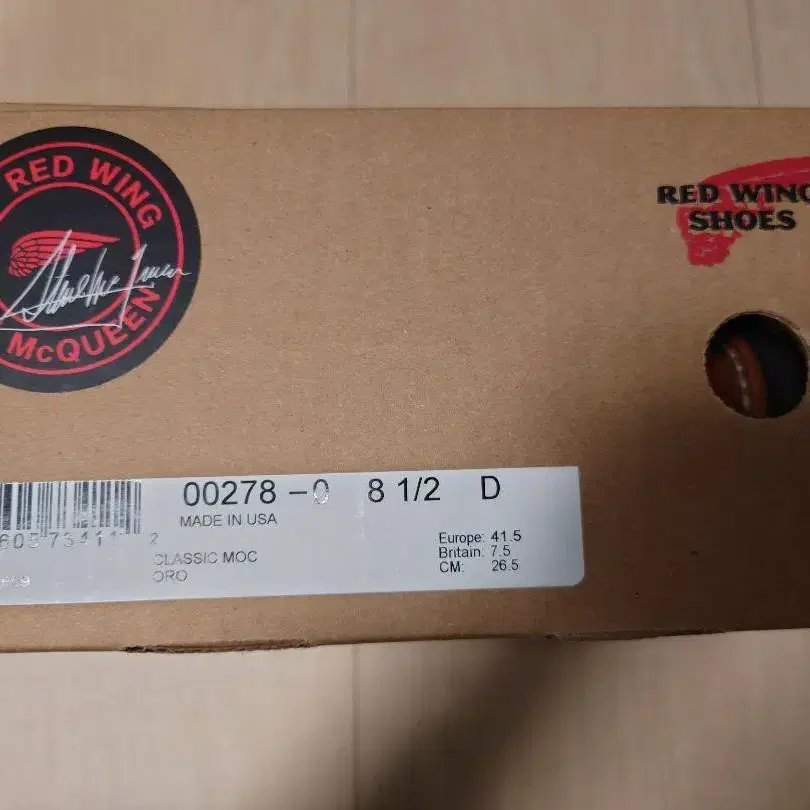 RED WING
McQUEEN
RED WING
SHOES
00278 -0 8 1/2 D
MADE IN USA
2
CLASSIC MOC
ORO
Europe: 41.5
Britain: 7.5
CM: 26.5